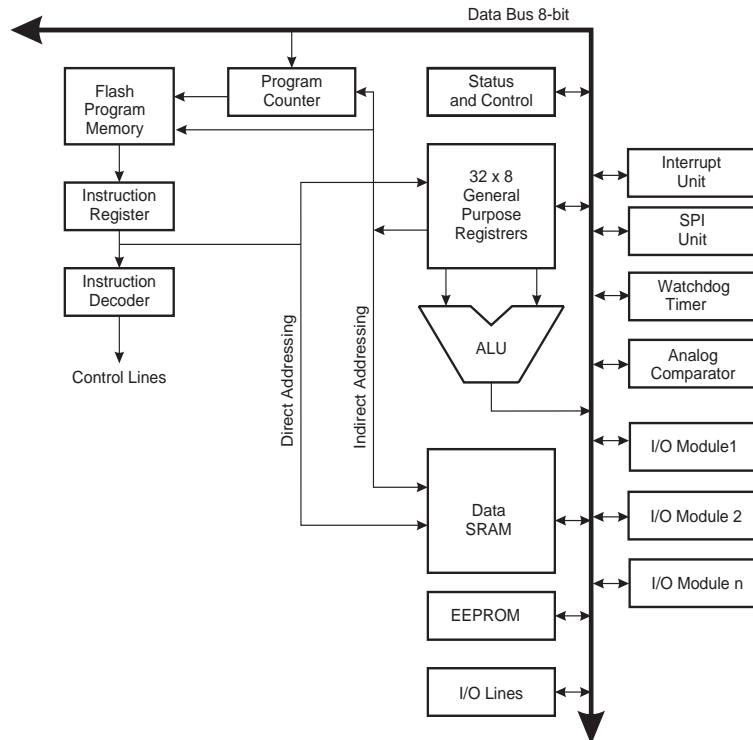 Data Bus 8-bit
Flash
Program
Memory
Program
Counter
Status
and Control
Instruction
Register
32 x 8
General
Purpose
Registrers
Interrupt
Unit
SPI
Unit
Instruction
Decoder
Watchdog
Timer
ALU
Analog
Comparator
Control Lines
Direct Addressing
Indirect Addressing
I/O Module1
Data
SRAM
I/O Module 2
I/O Module n
EEPROM
I/O Lines